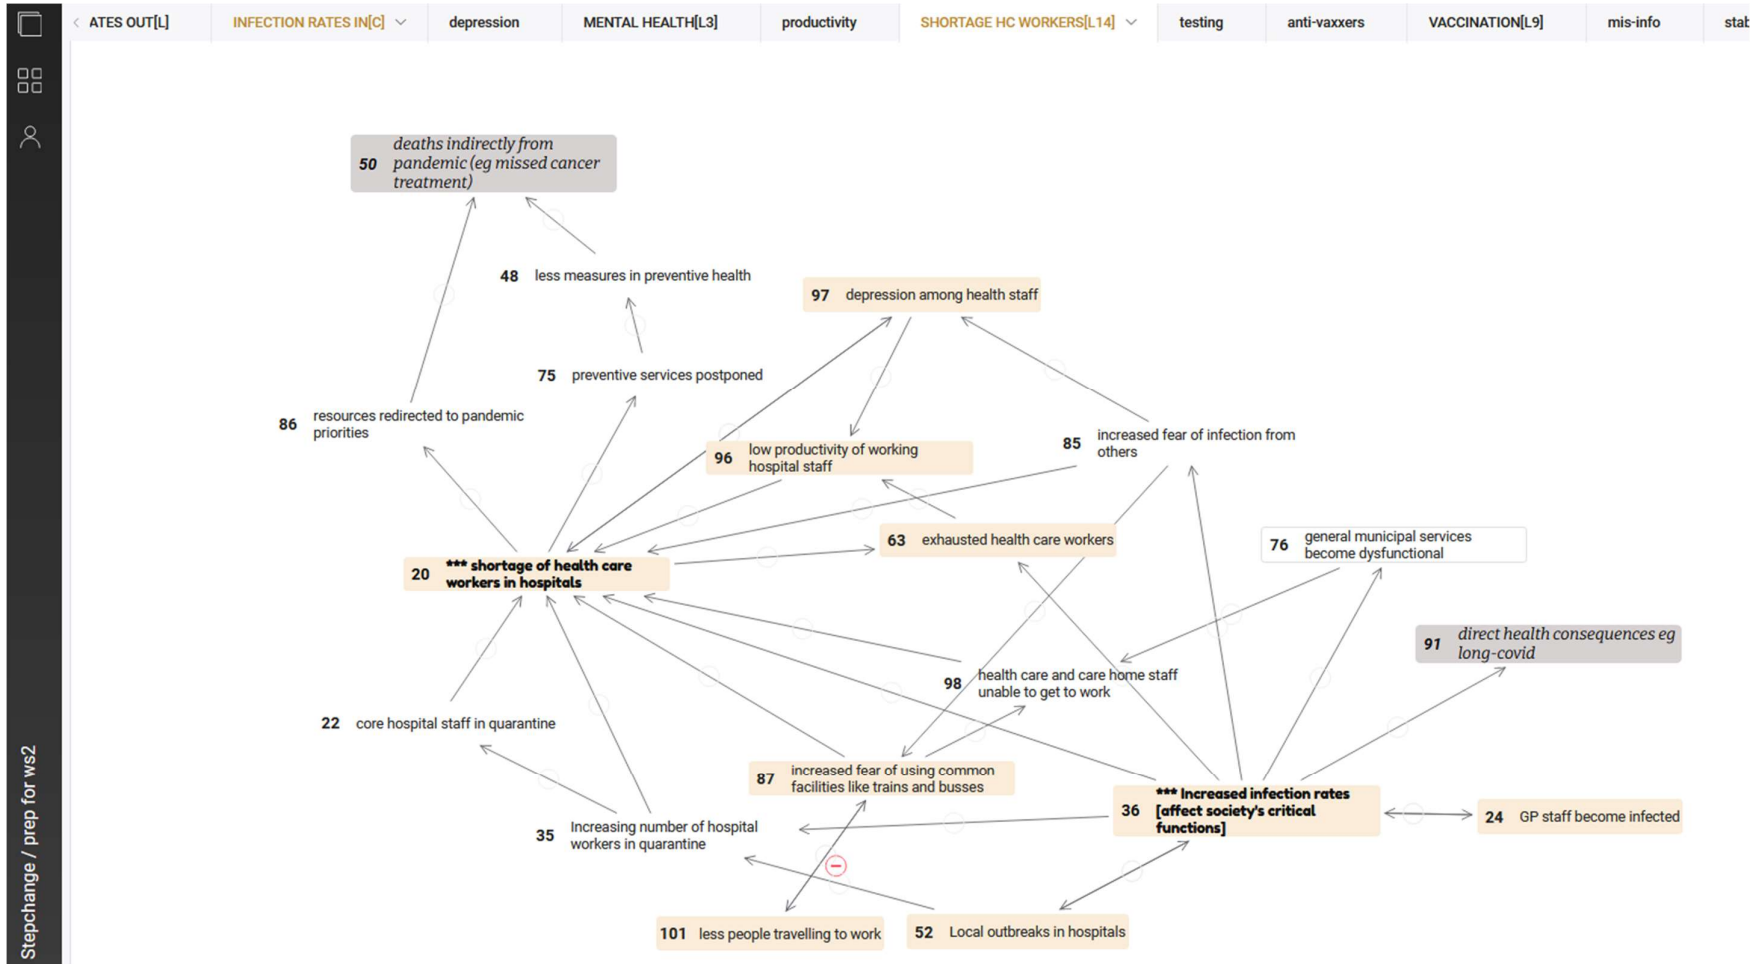 ATES OUT[L]
INFECTION RATES IN[C]
depression
MENTAL HEALTH[L3]
productivity
SHORTAGE HC WORKERS[L14]
testing
anti-vaxxers
VACCINATION[L9]
mis-info
stab
50 deaths indirectly from
pandemic (eg missed cancer
treatment)
48 less measures in preventive health
97 depression among health staff
75 preventive services postponed
86 resources redirected to pandemic
priorities
96 low productivity of working
hospital staff
85 increased fear of infection from
others
63 exhausted health care workers
76 general municipal services
become dysfunctional
20 *** shortage of health care
workers in hospitals
91 direct health consequences eg
long-covid
98 health care and care home staff
unable to get to work
22 core hospital staff in quarantine
87 increased fear of using common
facilities like trains and busses
36 *** Increased infection rates
[affect society's critical
functions]
24 GP staff become infected
35 Increasing number of hospital
workers in quarantine
101 less people travelling to work
52 Local outbreaks in hospitals
Stepchange / prep for ws2